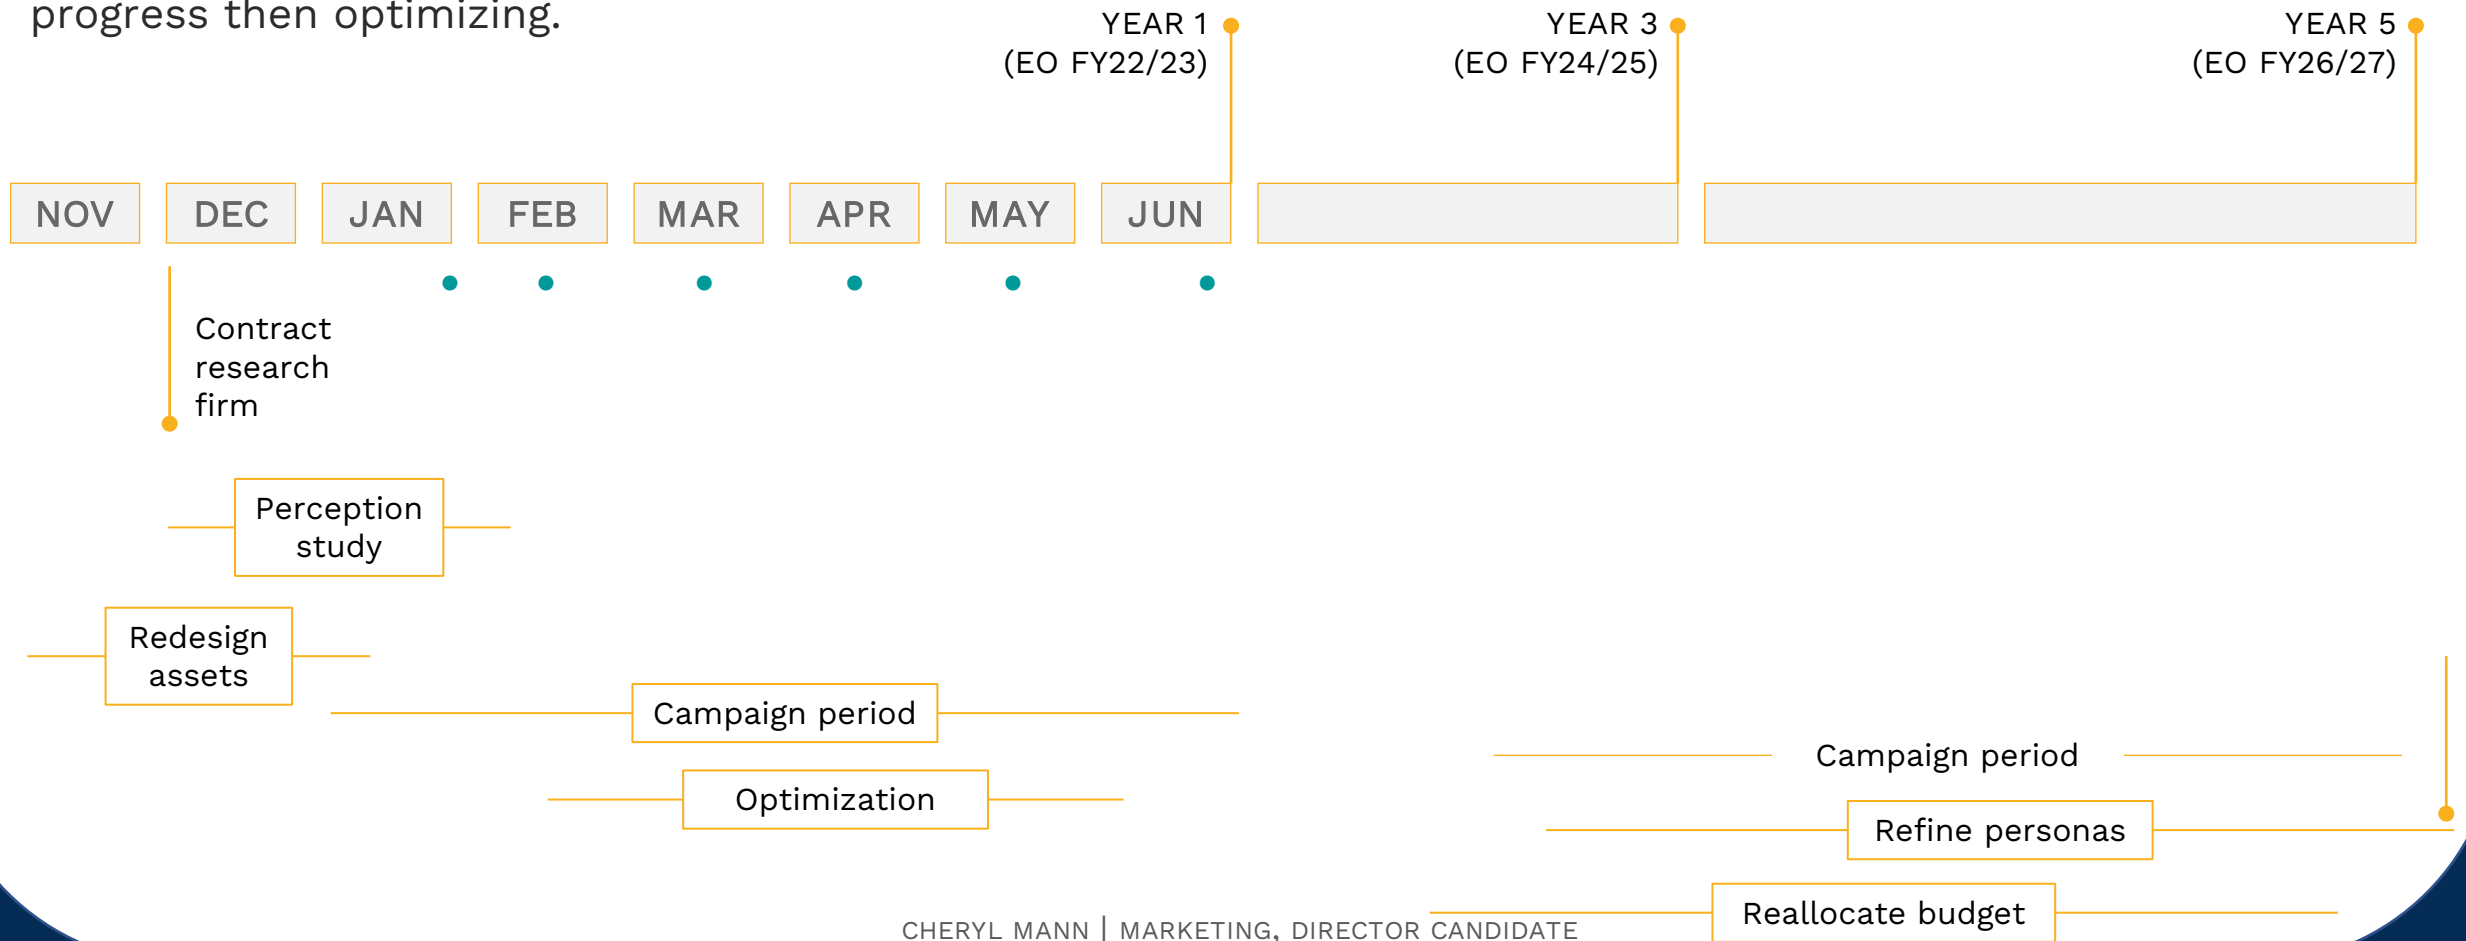 progress then optimizing.
YEAR 1
(EO FY22/23)
YEAR 3
(EO FY24/25)
YEAR 5
(EO FY26/27)
NOV
DEC
JAN
FEB
MAR
APR
MAY
JUN
Contract
research
firm
Perception
study
Redesign
assets
Campaign period
Optimization
Campaign period
Refine personas
Reallocate budget
CHERYL MANN | MARKETING, DIRECTOR CANDIDATE